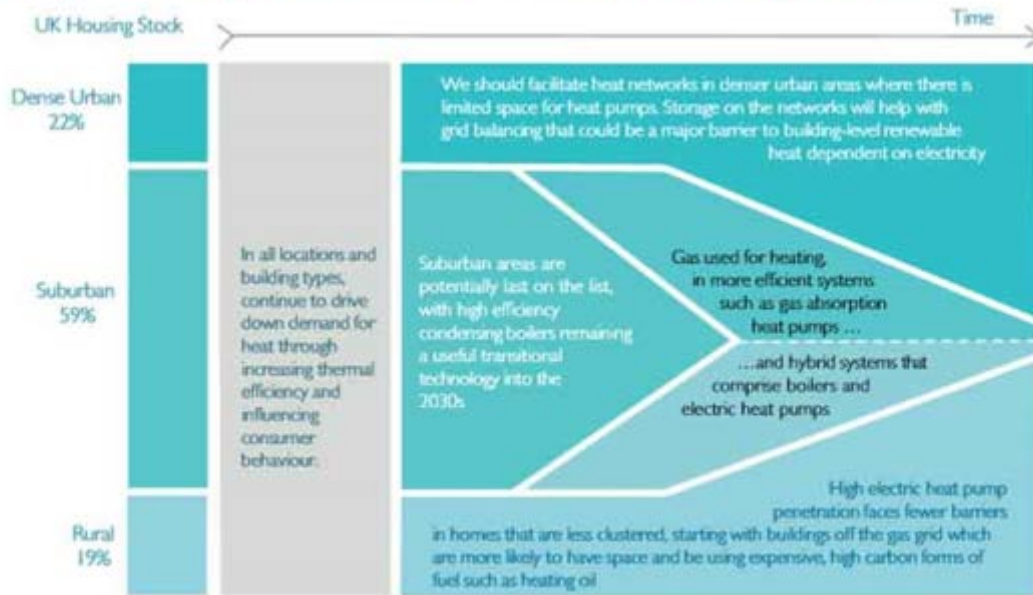 UK Housing Stock
Time
Dense Urban
22%
We should facilitate heat networks in denser urban areas where there is
limited space for heat pumps. Storage on the networks will help with
grid balancing that could be a major barrier to building-level renewable
heat dependent on electricity
Suburban
59%
In all locations and
building types,
continue to drive
down demand for
heat through
increasing thermal
efficiency and
influencing
consumer
behaviour.
Suburban areas are
potentially last on the list,
with high efficiency
condensing boilers remaining
a useful transitional
technology into the
2030s
Gas used for heating,
in more efficient systems
such as gas absorption
heat pumps ...
...and hybrid systems that
comprise boilers and
electric heat pumps
Rural
19%
High electric heat pump
penetration faces fewer barriers
in homes that are less clustered, starting with buildings off the gas grid which
are more likely to have space and be using expensive, high carbon forms of
fuel such as heating oil